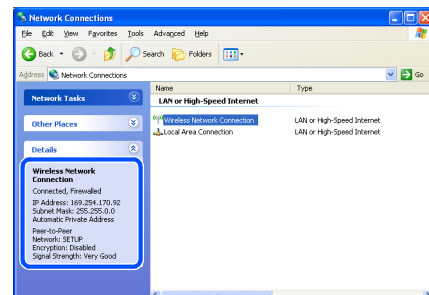 Network Connections
File Edit View Favorites Tools Advanced Help
Back Search Folders
Address Network Connections Go
Name Type
LAN or High-Speed Internet
Wireless Network Connection LAN or High-Speed Internet
Local Area Connection LAN or High-Speed Internet
Network Tasks
Other Places
Details
Wireless Network
Connection
Connected, Firewalled
IP Address: 169.254.170.92
Subnet Mask: 255.255.0.0
Automatic Private Address
Peer-to-Peer
Network: SETUP
Encryption: Disabled
Signal Strength: Very Good